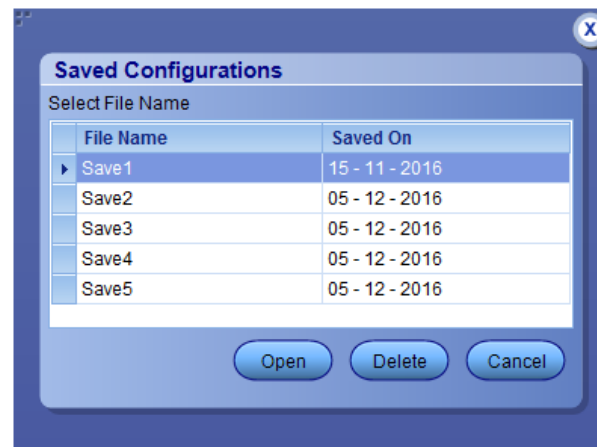 X
Saved Configurations
Select File Name
File Name Saved On
Save1 15 - 11 - 2016
Save2 05 - 12 - 2016
Save3 05 - 12 - 2016
Save4 05 - 12 - 2016
Save5 05 - 12 - 2016
Open Delete Cancel